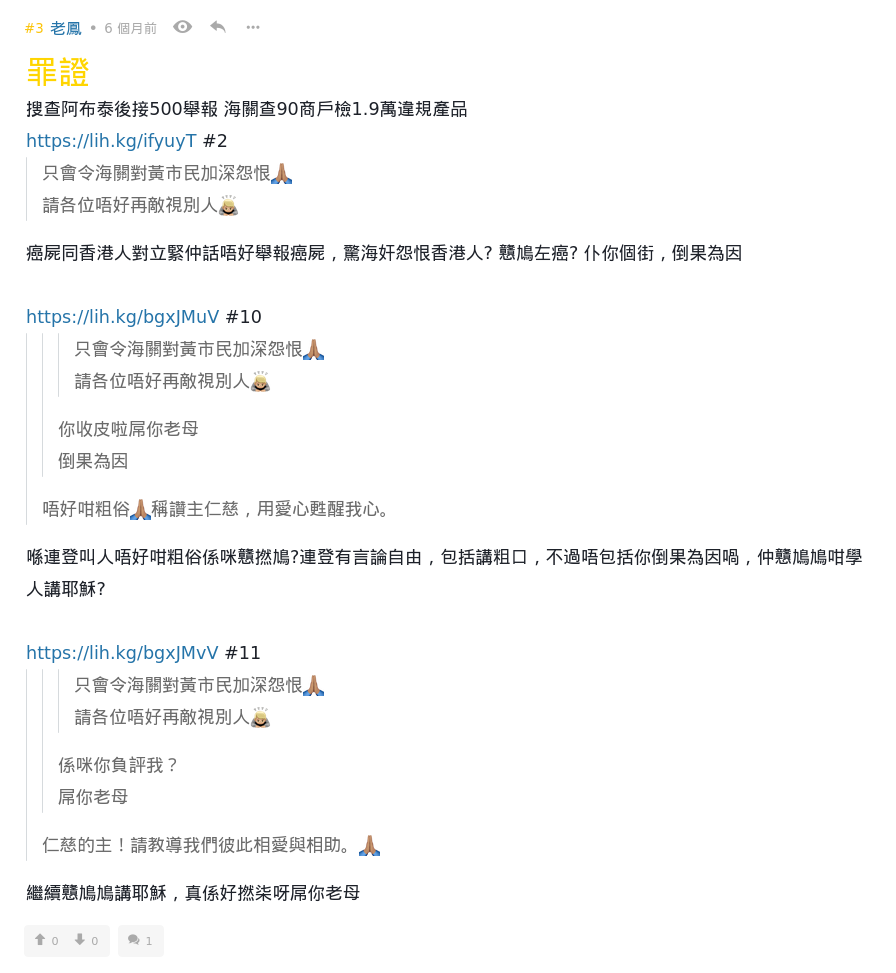 #3 老鳳 • 6 個月前
罪證
搜查阿布泰後接500舉報 海關查90商戶檢1.9萬違規產品
https://lih.kg/ifyuyT #2
只會令海關對黃市民加深怨恨🙏🏽
請各位唔好再敵視別人🙇🏼
癌屍同香港人對立緊仲話唔好舉報癌屍，驚海奸怨恨香港人? 戇鳩左癌? 仆你個街，倒果為因
https://lih.kg/bgxJMuV #10
只會令海關對黃市民加深怨恨🙏🏽
請各位唔好再敵視別人🙇🏼
你收皮啦屌你老母
倒果為因
唔好咁粗俗🙏🏽稱讚主仁慈，用愛心甦醒我心。
喺連登叫人唔好咁粗俗係咪戇撚鳩?連登有言論自由，包括講粗口，不過唔包括你倒果為因喎，仲戇鳩鳩咁學
人講耶穌?
https://lih.kg/bgxJMvV #11
只會令海關對黃市民加深怨恨🙏🏽
請各位唔好再敵視別人🙇🏼
係咪你負評我？
屌你老母
仁慈的主！請教導我們彼此相愛與相助。🙏🏽
繼續戇鳩鳩講耶穌，真係好撚柒呀屌你老母
0 0 1